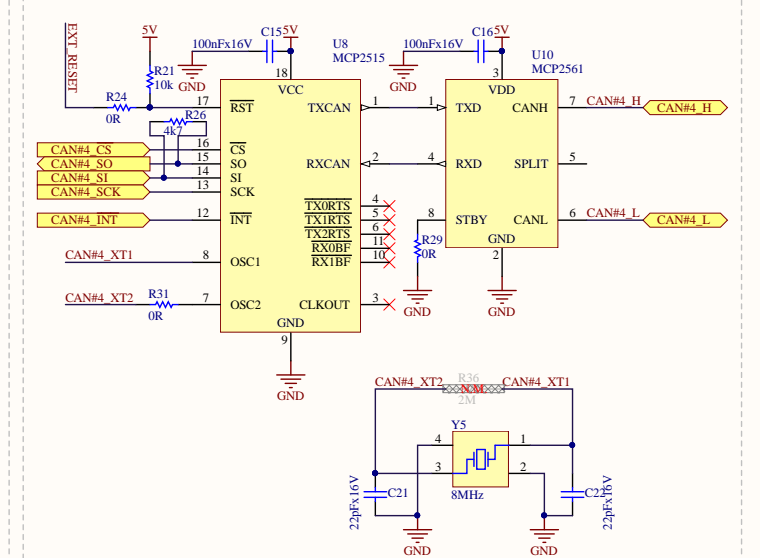 EXT_RESET
5V
R21
10k
R24
0R
R26
4k7
C15
5V
100nFx16V
GND
U8
MCP2515
18
VCC
17
RST
TXCAN
1
CAN#4_CS
16
CS
CAN#4_SO
15
SO
RXCAN
2
CAN#4_SI
14
SI
CAN#4_SCK
13
SCK
TX0RTS
4
TX1RTS
5
CAN#4_INT
12
INT
TX2RTS
6
RX0BF
11
CAN#4_XT1
8
OSC1
RX1BF
10
CAN#4_XT2
R31
0R
7
OSC2
CLKOUT
3
GND
9
GND
C16
5V
100nFx16V
GND
U10
MCP2561
3
VDD
1
TXD
CANH
7
CAN#4_H
CAN#4_H
4
RXD
SPLIT
5
8
STBY
CANL
6
CAN#4_L
CAN#4_L
R29
0R
GND
2
GND
GND
CAN#4_XT2
R36
N.M.
2M
CAN#4_XT1
Y5
4
1
3
2
8MHz
C21
22pFx16V
C22
22pFx16V
GND
GND